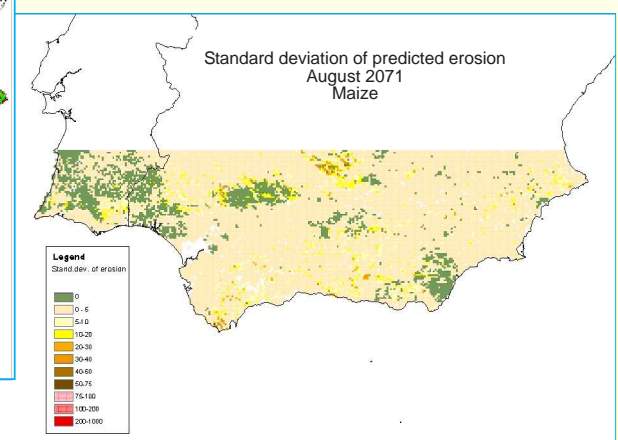 Standard deviation of predicted erosion
August 2071
Maize
Legend
Stand.dev. of erosion
0
0 - 5
5-10
10-20
20-30
30-40
40-50
50-75
75-100
100-200
200-1000